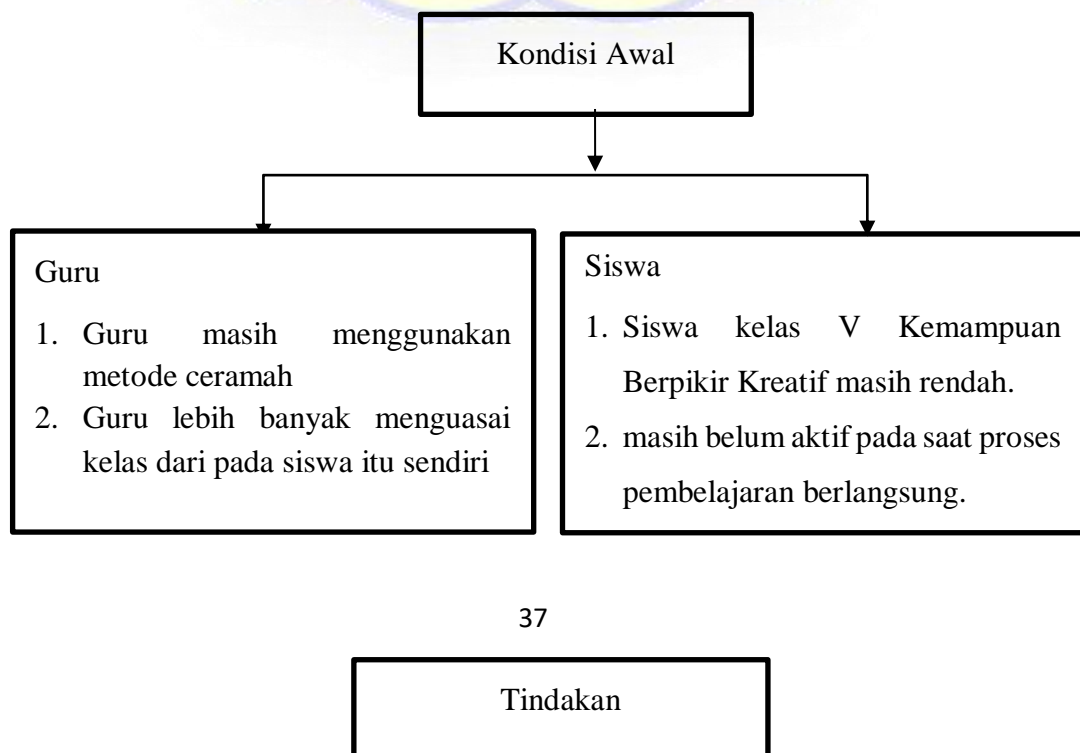 Kondisi Awal
Guru
1. Guru masih menggunakan
metode ceramah
2. Guru lebih banyak menguasai
kelas dari pada siswa itu sendiri
Siswa
1. Siswa kelas V Kemampuan
Berpikir Kreatif masih rendah.
2. masih belum aktif pada saat proses
pembelajaran berlangsung.
37
Tindakan